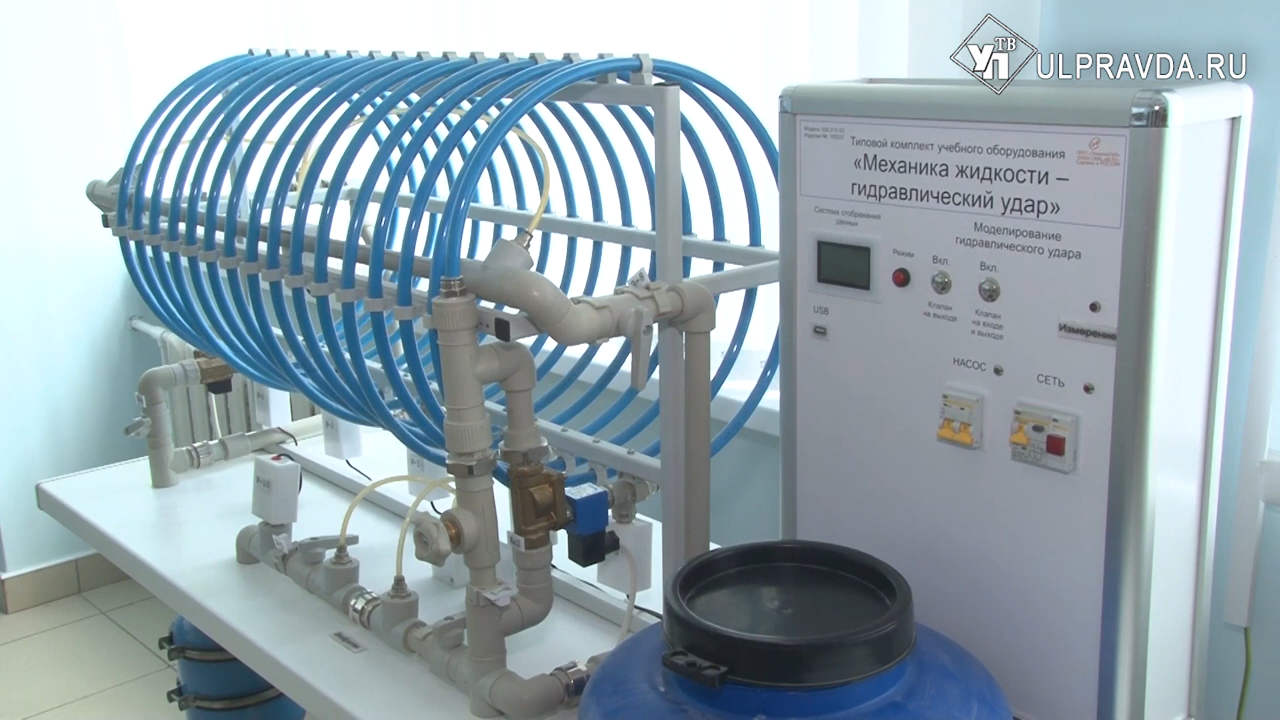 УП
ТВ
ULPRAVDA.RU
Типовой комплект учебного оборудования
«Механика жидкости –
гидравлический удар»
Система отображения
данных
Моделирование
гидравлического удара
Режим
Вкл.
Вкл.
Клапан
на выходе
Клапан
на входе
и выходе
USB
Измерение
НАСОС
СЕТЬ